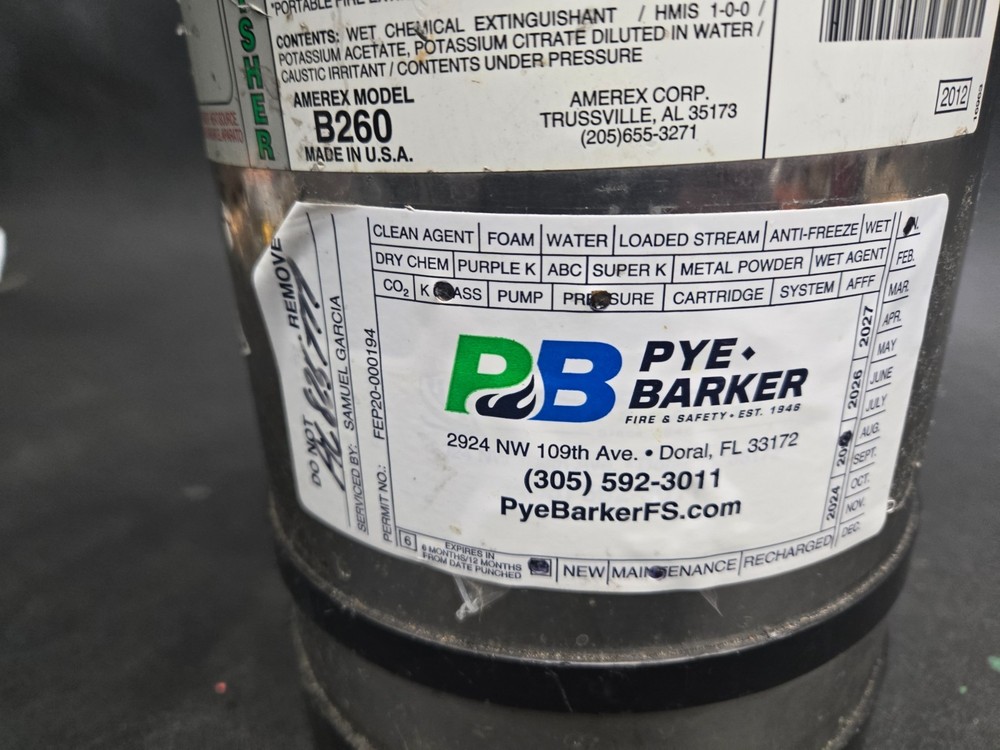 *PORTABLE FIRE
SHER
CONTENTS: WET CHEMICAL EXTINGUISHANT / HMIS 1-0-0 /
POTASSIUM ACETATE, POTASSIUM CITRATE DILUTED IN WATER /
CAUSTIC IRRITANT / CONTENTS UNDER PRESSURE
AMEREX MODEL
B260
MADE IN U.S.A.
AMEREX CORP.
TRUSSVILLE, AL 35173
(205)655-3271
2012
CLEAN AGENT FOAM WATER LOADED STREAM ANTI-FREEZE WET
DRY CHEM PURPLE K ABC SUPER K METAL POWDER WET AGENT
CO2 K CLASS PUMP PRESSURE CARTRIDGE SYSTEM AFFF
DO NOT REMOVE
SERVICED BY: SAMUEL GARCIA
PERMIT NO.: FEP20-000194
PB PYE
BARKER
FIRE & SAFETY • EST. 1946
2924 NW 109th Ave. • Doral, FL 33172
(305) 592-3011
PyeBarkerFS.com
2024 2026 2027
FEB.
MAR.
APR.
MAY
JUNE
JULY
AUG.
SEPT.
OCT.
NOV.
DEC.
6 EXPIRES IN
6 MONTHS/12 MONTHS
FROM DATE PUNCHED
NEW MAINTENANCE RECHARGED